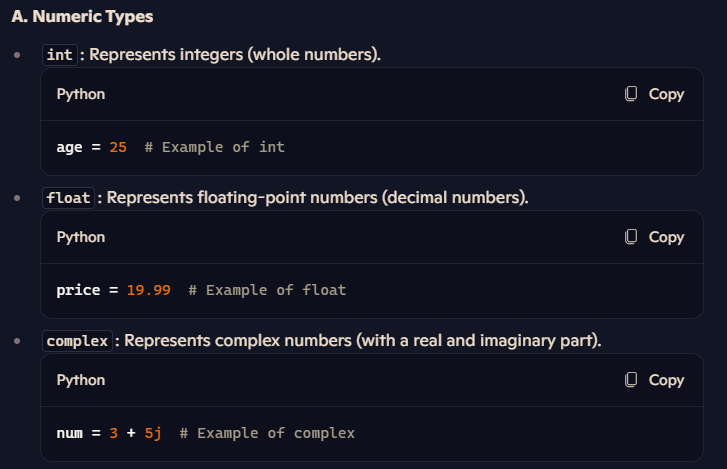 A. Numeric Types
int : Represents integers (whole numbers).
Python Copy
age = 25  # Example of int
float : Represents floating-point numbers (decimal numbers).
Python Copy
price = 19.99  # Example of float
complex : Represents complex numbers (with a real and imaginary part).
Python Copy
num = 3 + 5j  # Example of complex